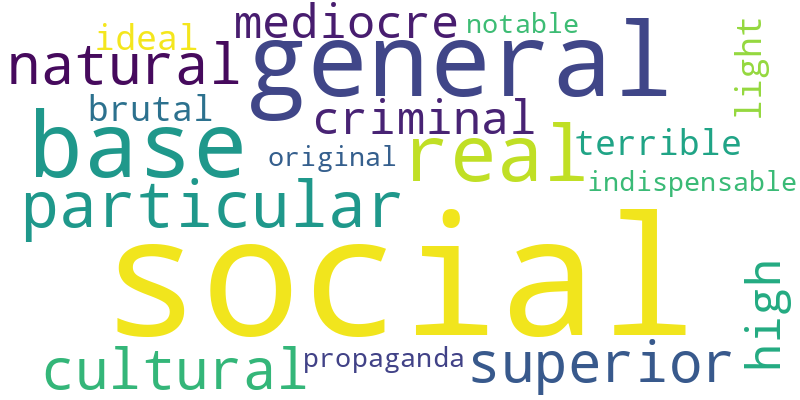 mediocre
notable
ideal
natural
general
light
brutal
criminal
base
real
terrible
original
indispensable
particular
social
high
cultural
propaganda
superior